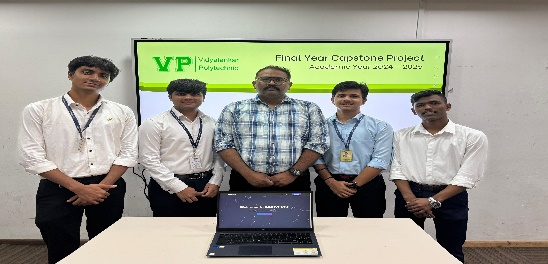 VP Vidyalankar
Polytechnic
Final Year Capstone Project
Academic Year 2024 - 2025